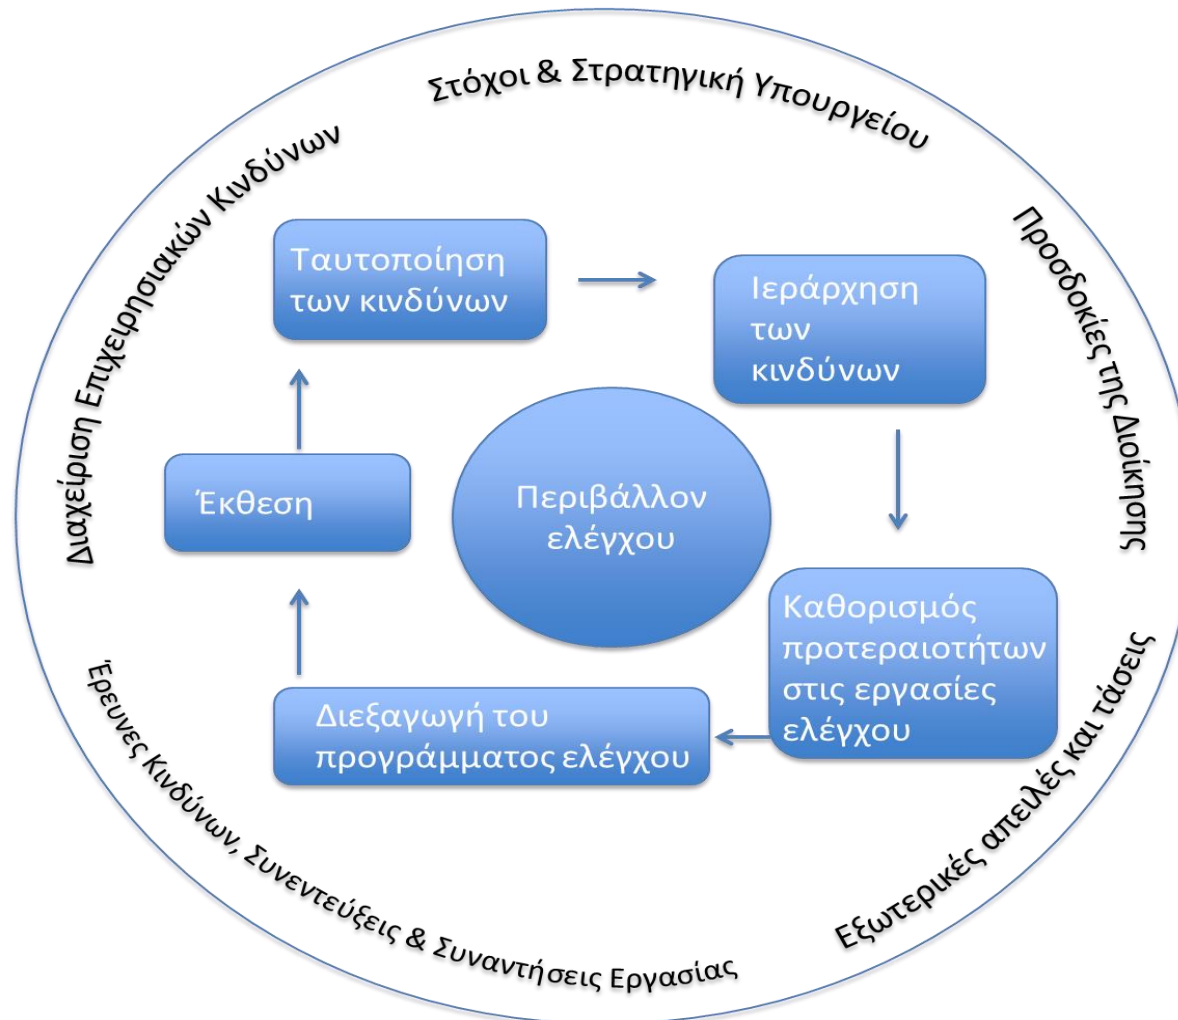 Στόχοι & Στρατηγική Υπουργείου
Διαχείριση Επιχειρησιακών Κινδύνων
Προσδοκίες της Διοίκησης
Ταυτοποίηση
των κινδύνων
Ιεράρχηση
των
κινδύνων
Έκθεση
Περιβάλλον
ελέγχου
Καθορισμός
προτεραιοτήτων
στις εργασίες
ελέγχου
Διεξαγωγή του
προγράμματος ελέγχου
Έρευνες Κινδύνων, Συνεντεύξεις & Συναντήσεις Εργασίας
Εξωτερικές απειλές και τάσεις